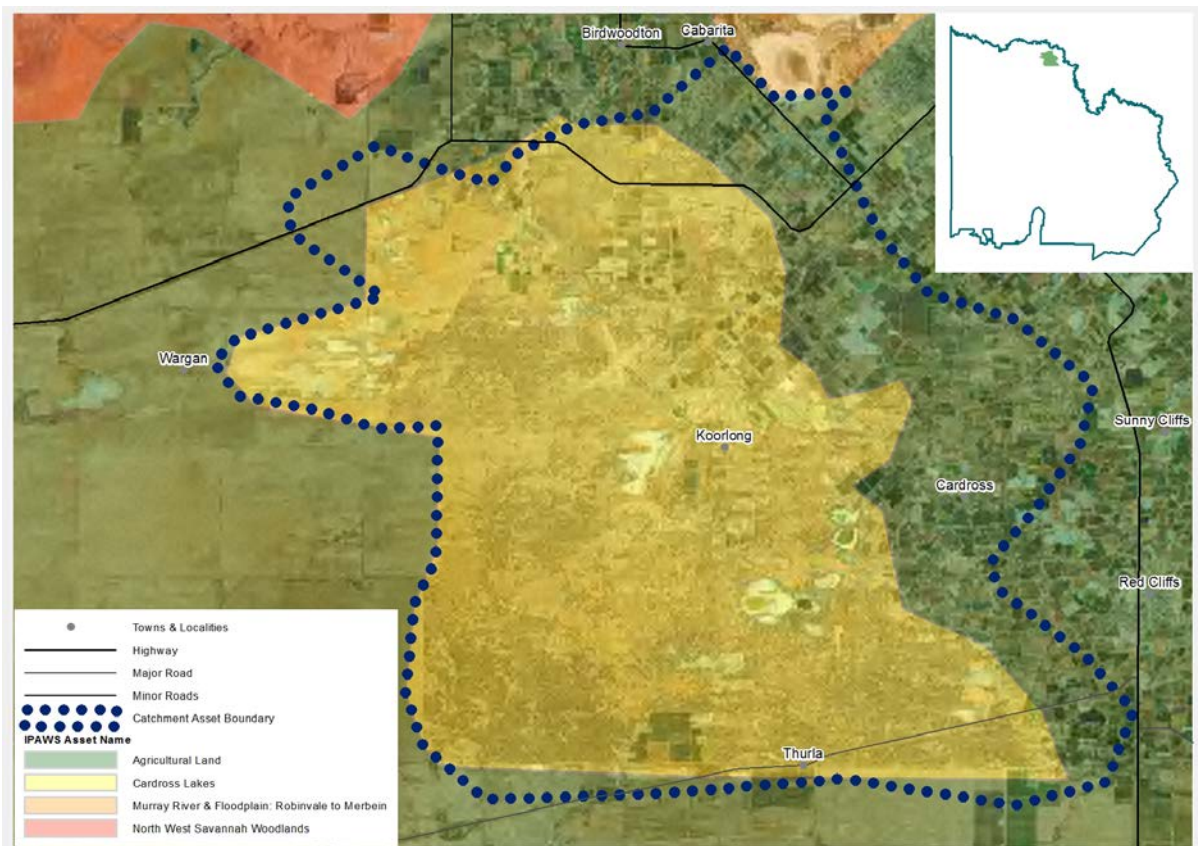 Birdwoodton
Cabarita
Wargan
Koorlong
Sunny Cliffs
Cardross
Red Cliffs
Thurla
Towns & Localities
Highway
Major Road
Minor Roads
Catchment Asset Boundary
IPAWS Asset Name
Agricultural Land
Cardross Lakes
Murray River & Floodplain: Robinvale to Merbein
North West Savannah Woodlands